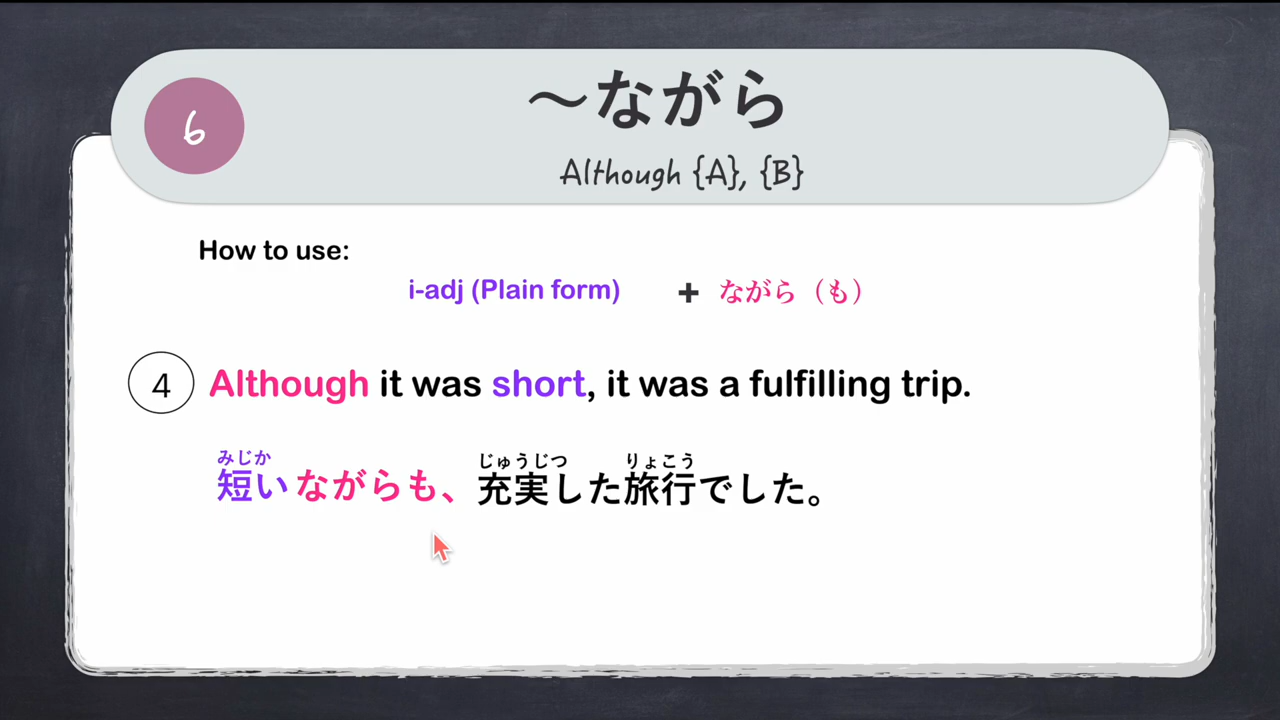 6
～ながら
Although {A}, {B}
How to use:
i-adj (Plain form) + ながら（も）
4 Although it was short, it was a fulfilling trip.
みじか じゅうじつ りょこう
短いながらも、充実した旅行でした。